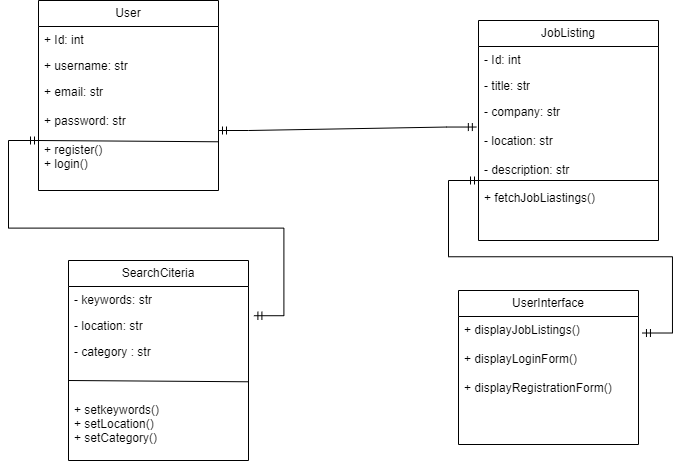 User
+ Id: int
+ username: str
+ email: str
+ password: str
+ register()
+ login()
JobListing
- Id: int
- title: str
- company: str
- location: str
- description: str
+ fetchJobLiastings()
SearchCiteria
- keywords: str
- location: str
- category : str
+ setkeywords()
+ setLocation()
+ setCategory()
UserInterface
+ displayJobListings()
+ displayLoginForm()
+ displayRegistrationForm()